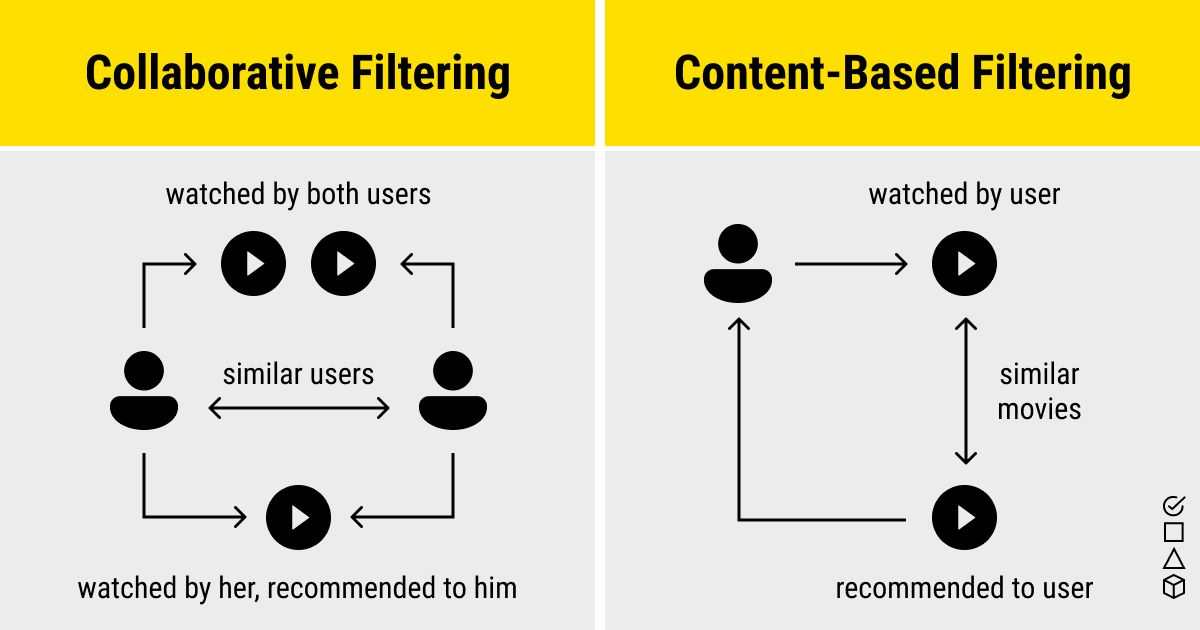 Collaborative Filtering
watched by both users
similar users
watched by her, recommended to him
Content-Based Filtering
watched by user
similar
movies
recommended to user